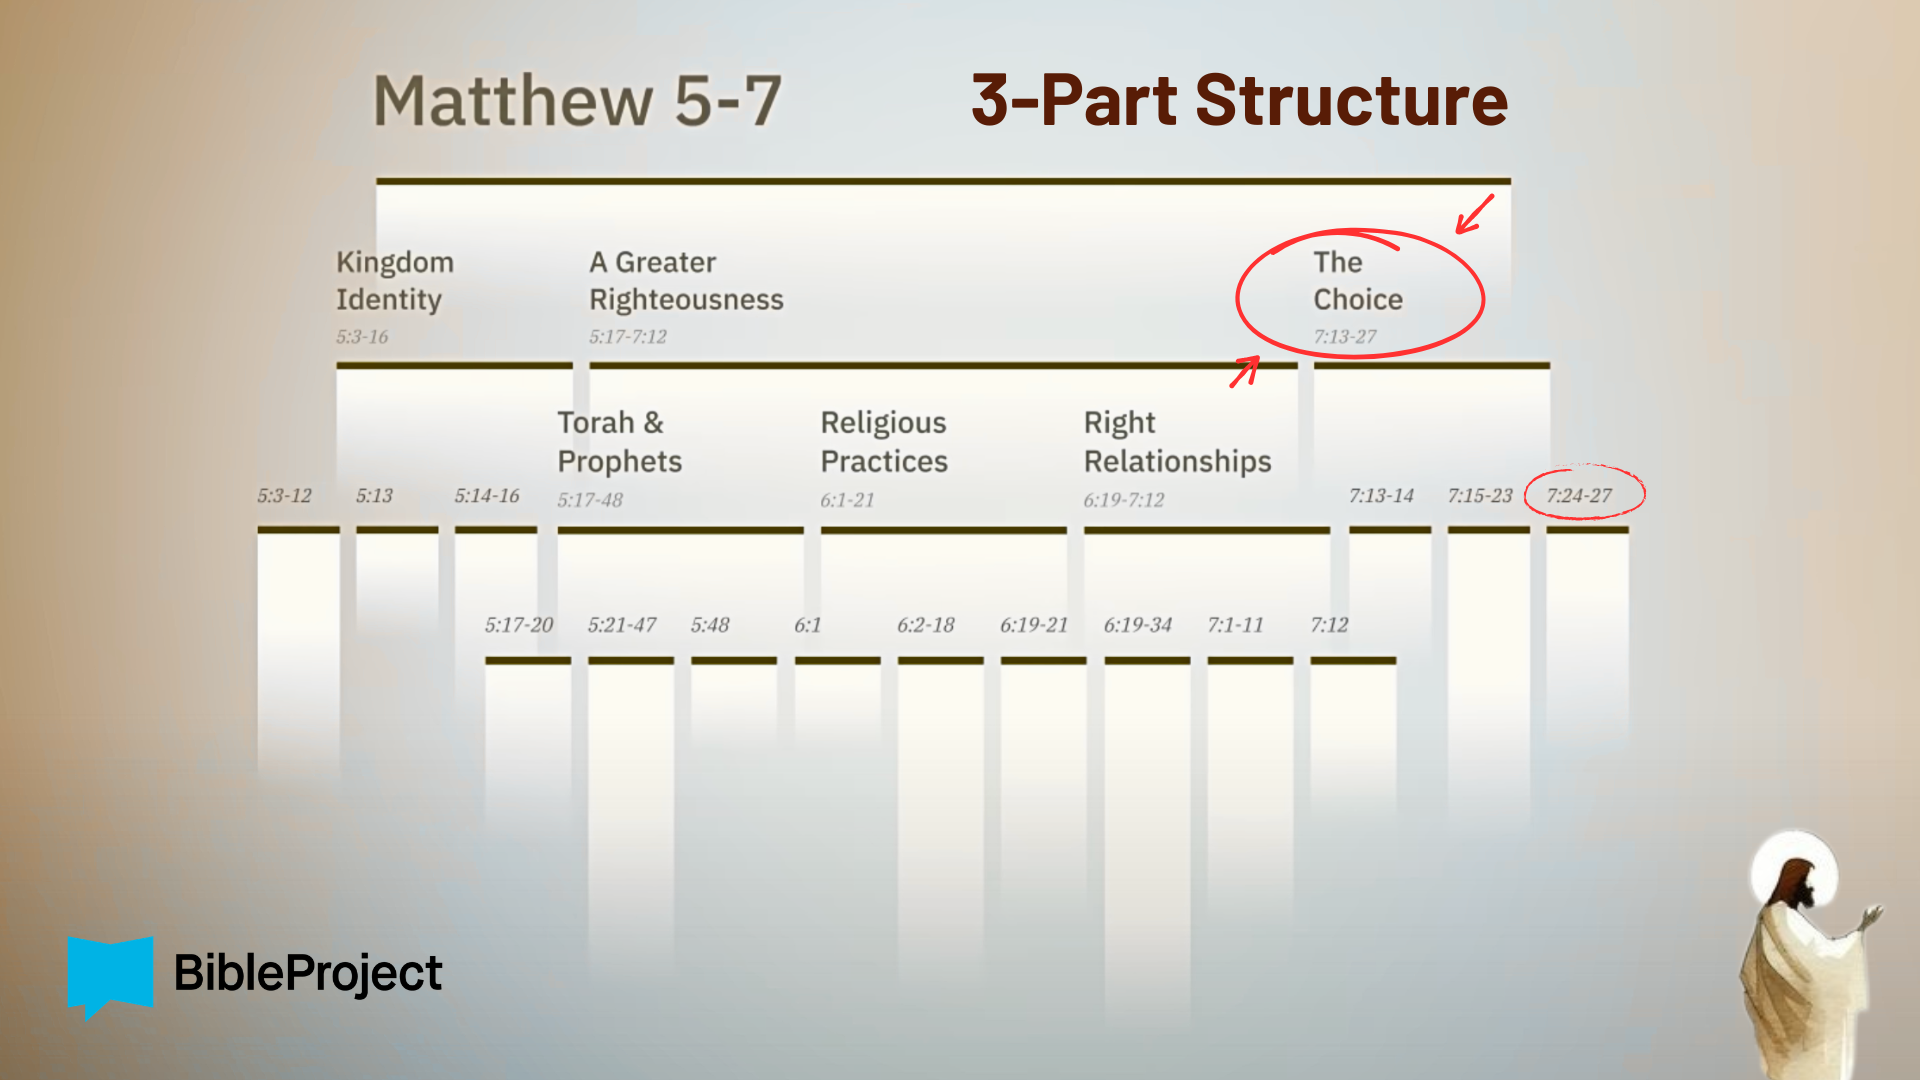 Matthew 5-7
3-Part Structure
Kingdom
Identity
5:3-16
A Greater
Righteousness
5:17-7:12
The
Choice
7:13-27
5:3-12
5:13
5:14-16
Torah &
Prophets
5:17-48
Religious
Practices
6:1-21
Right
Relationships
6:19-7:12
7:13-14
7:15-23
7:24-27
5:17-20
5:21-47
5:48
6:1
6:2-18
6:19-21
6:19-34
7:1-11
7:12
BibleProject